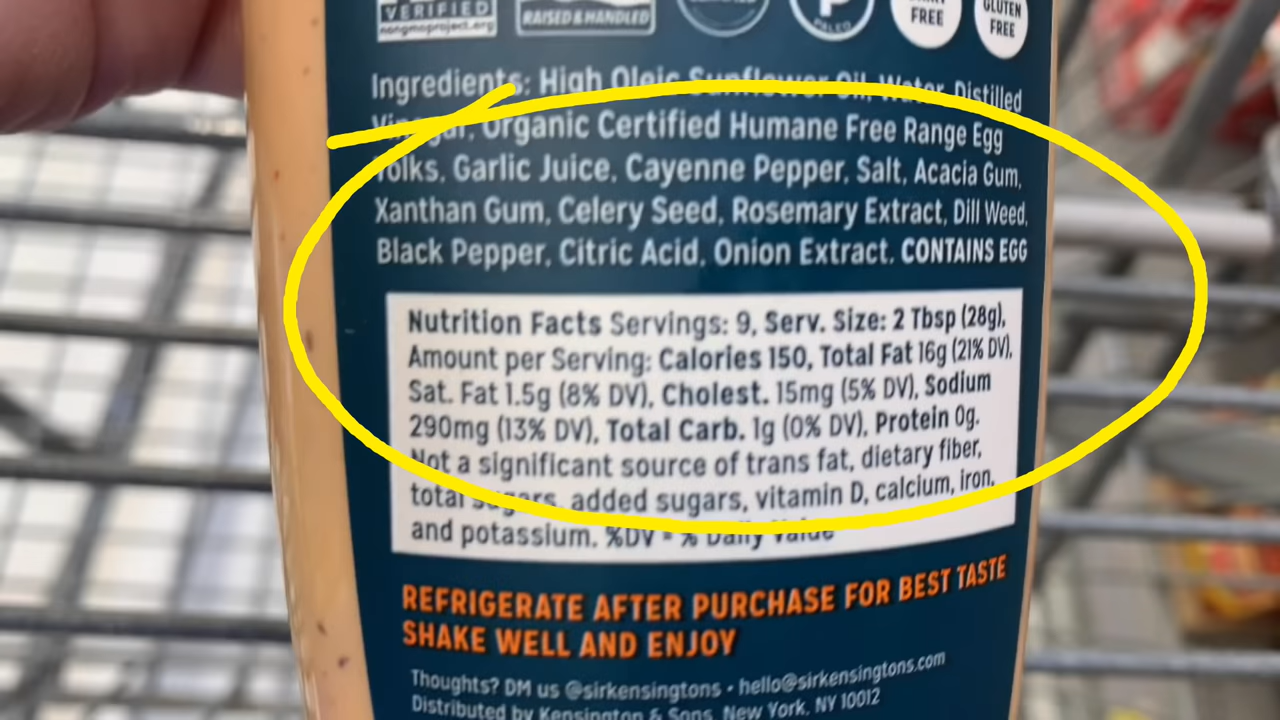 VERIFIED
nongmoproject.org
RAISED & HANDLED
PALEO
FREE
GLUTEN
FREE
Ingredients: High Oleic Sunflower Oil, Water, Distilled
Vinegar, Organic Certified Humane Free Range Egg
Yolks, Garlic Juice, Cayenne Pepper, Salt, Acacia Gum,
Xanthan Gum, Celery Seed, Rosemary Extract, Dill Weed,
Black Pepper, Citric Acid, Onion Extract. CONTAINS EGG
Nutrition Facts Servings: 9, Serv. Size: 2 Tbsp (28g),
Amount per Serving: Calories 150, Total Fat 16g (21% DV),
Sat. Fat 1.5g (8% DV), Cholest. 15mg (5% DV), Sodium
290mg (13% DV), Total Carb. 1g (0% DV), Protein 0g.
Not a significant source of trans fat, dietary fiber,
total sugars, added sugars, vitamin D, calcium, iron,
and potassium. %DV = % Daily Value
REFRIGERATE AFTER PURCHASE FOR BEST TASTE
SHAKE WELL AND ENJOY
Thoughts? DM us @sirkensingtons • hello@sirkensingtons.com
Distributed by Kensington & Sons, New York, NY 10012